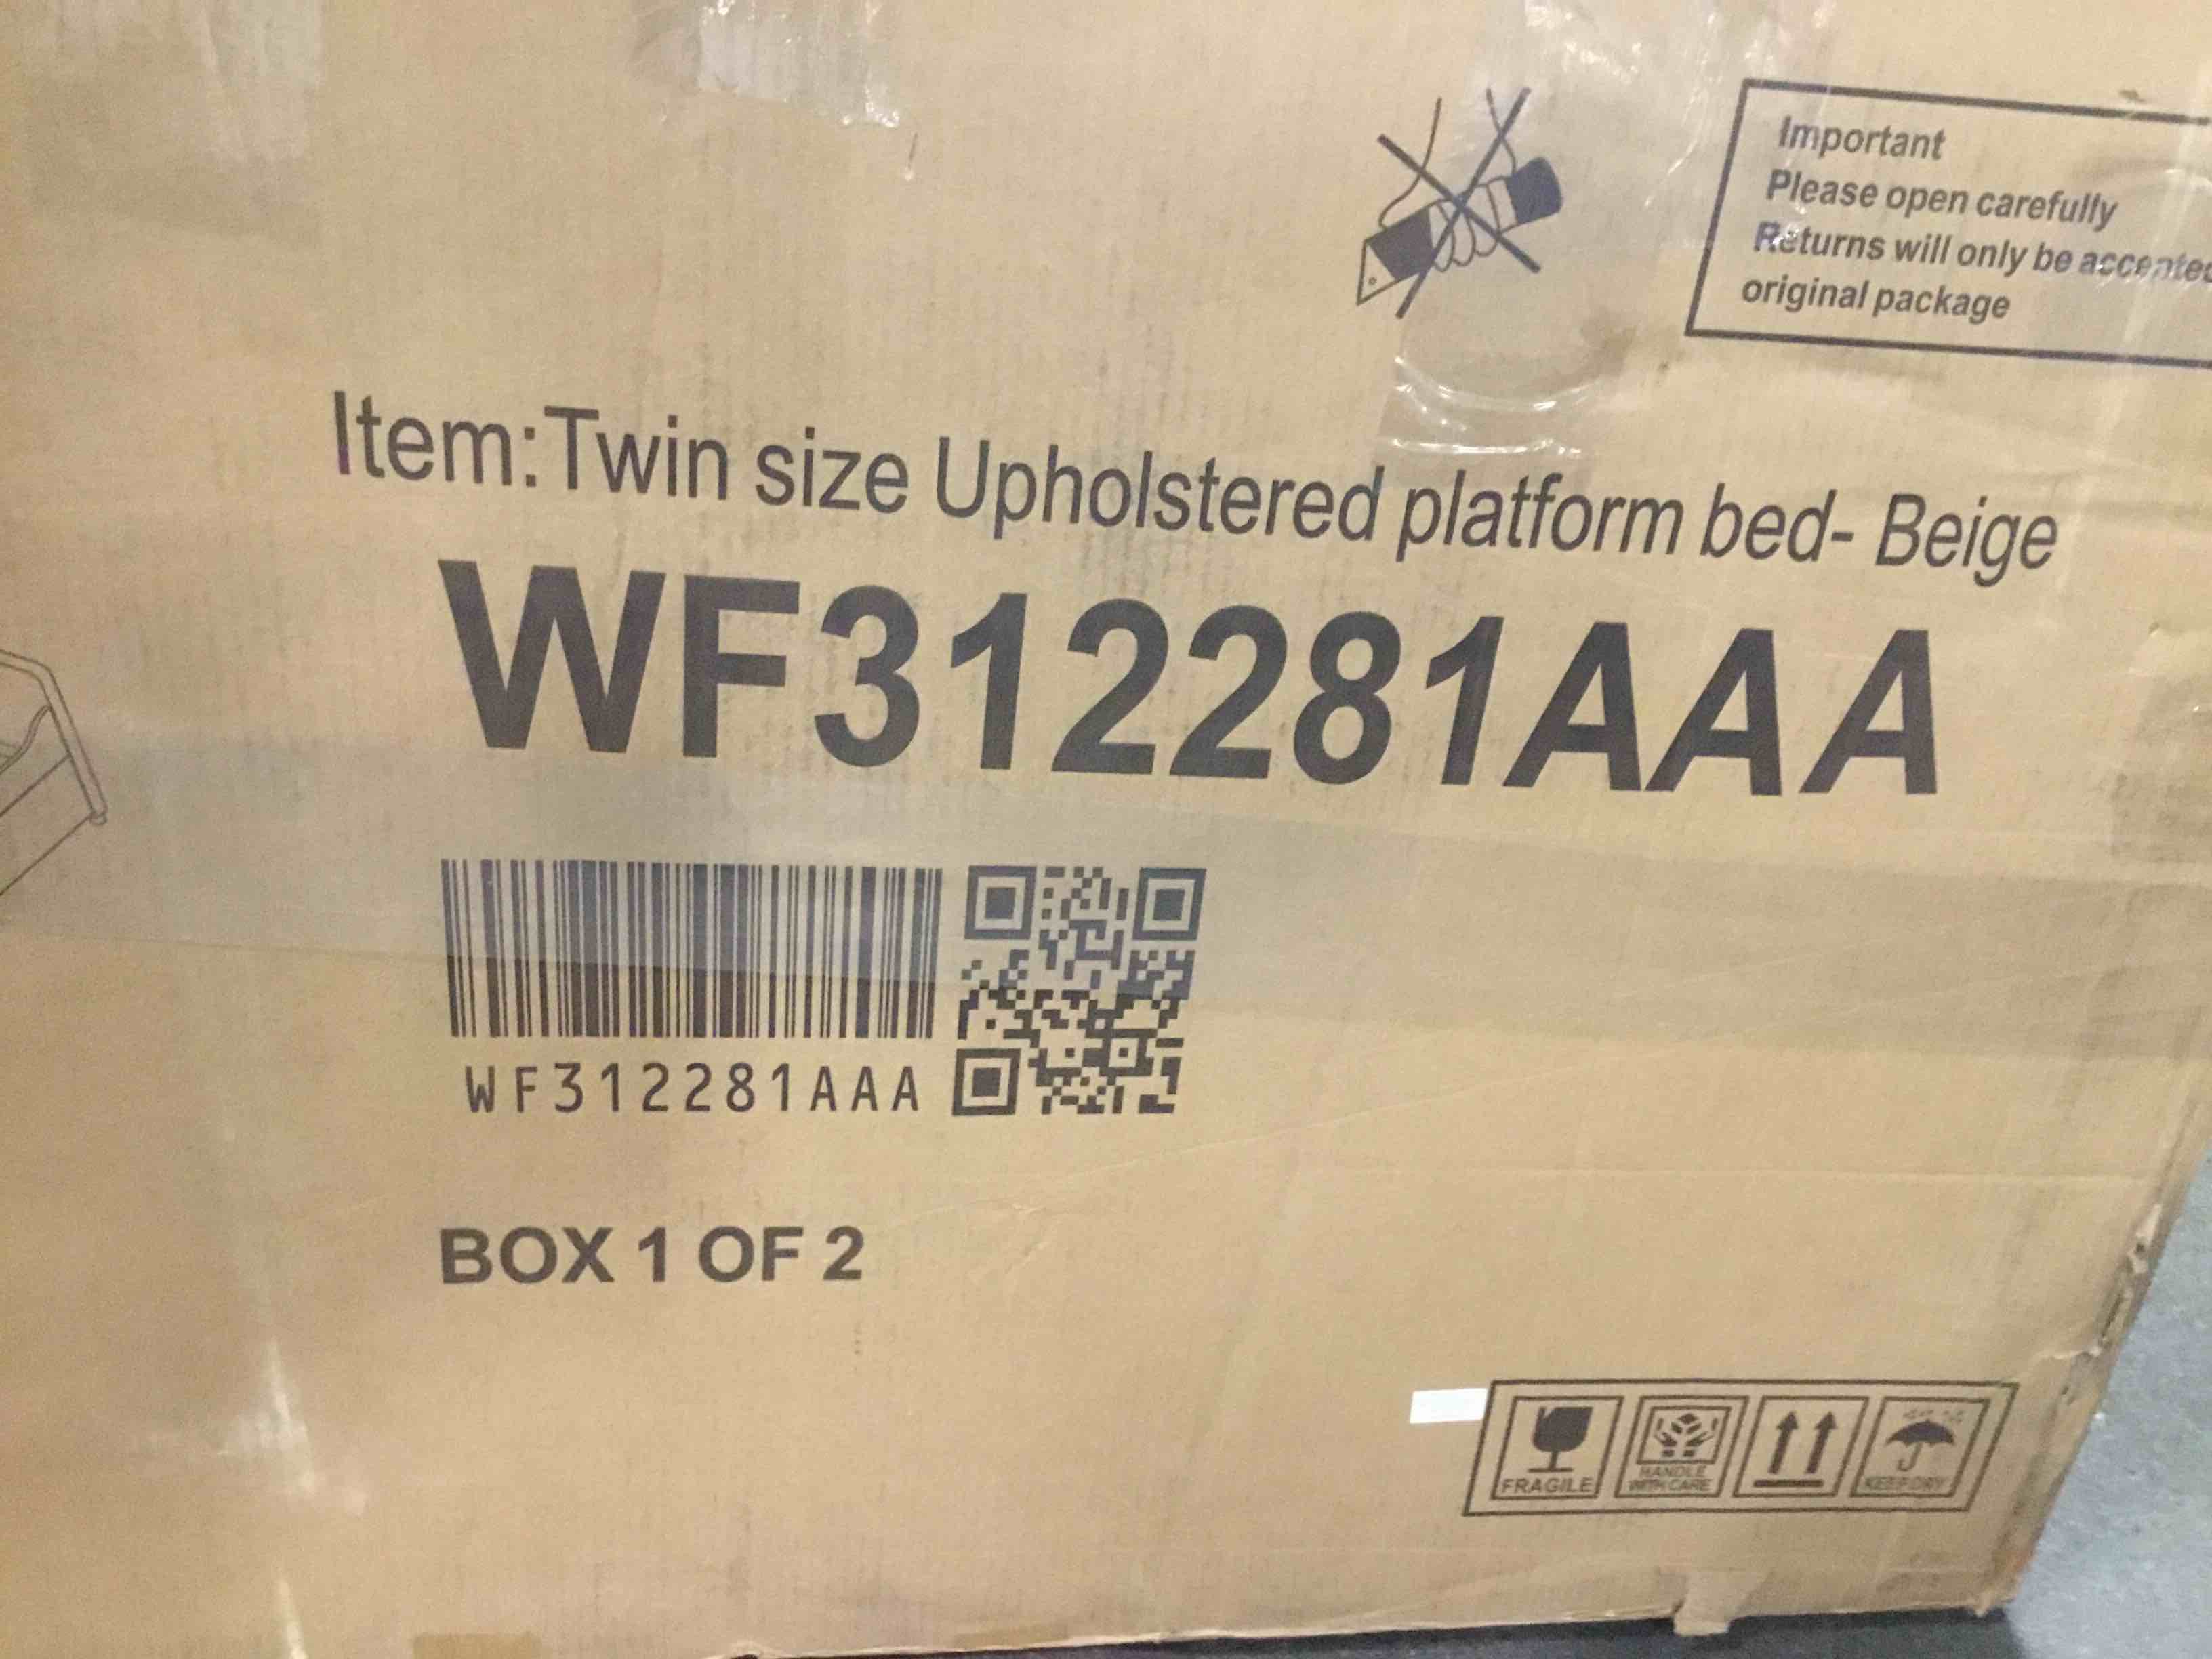 Important
Please open carefully
Returns will only be accepted
original package
Item:Twin size Upholstered platform bed- Beige
WF312281AAA
WF312281AAA
BOX 1 OF 2
FRAGILE
HANDLE
WITH CARE
KEEP DRY